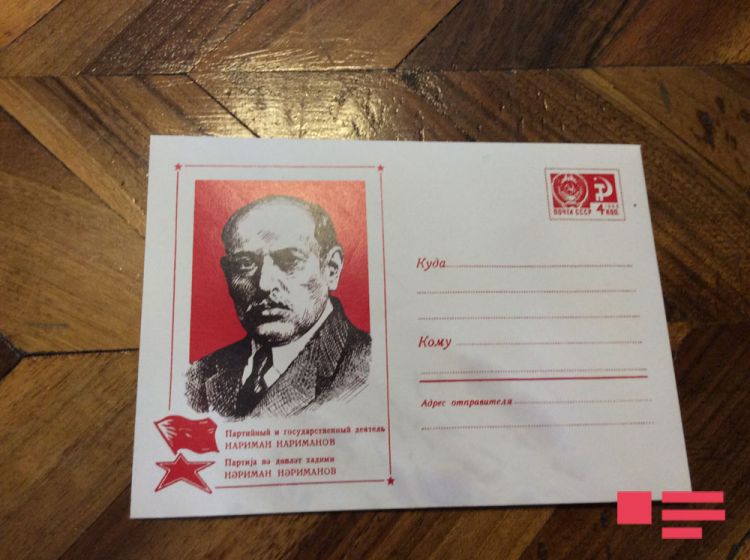 ПОЧТА СССР
4 коп.
Куда
Кому
Адрес отправителя
Партийный и государственный деятель
НАРИМАН НАРИМАНОВ
Партија вә дөвләт хадими
НӘРИМАН НӘРИМАНОВ